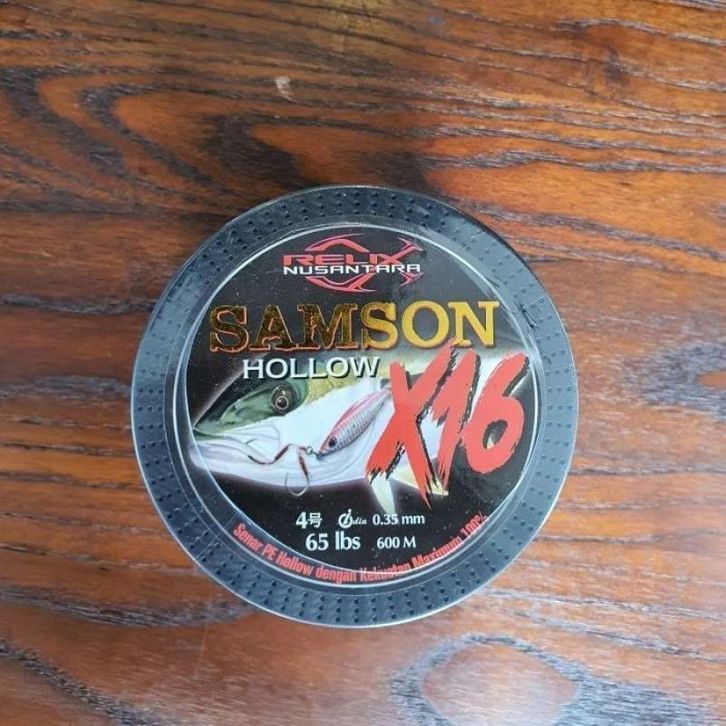 RELIX
NUSANTARA
SAMSON
HOLLOW
X16
4号 dia 0.35 mm
65 lbs 600 M
Senar PE Hollow dengan Kekuatan Maximum 100%